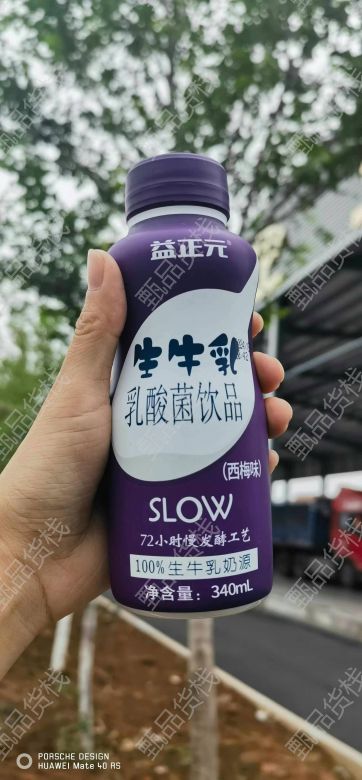 益正元
生牛乳
乳酸菌饮品
(西梅味)
SLOW
72小时慢发酵工艺
100%生牛乳奶源
净含量：340mL
PORSCHE DESIGN
HUAWEI Mate 40 RS
甄品货栈